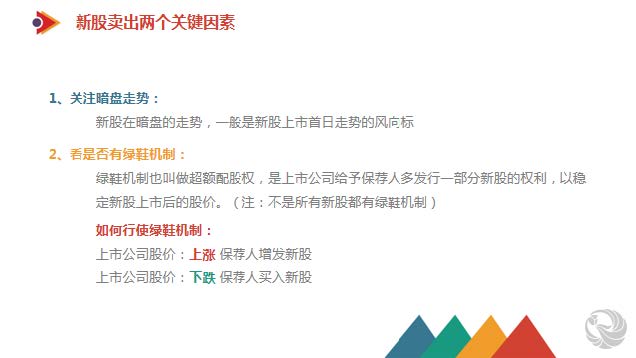 新股卖出两个关键因素
1、关注暗盘走势：
新股在暗盘的走势，一般是新股上市首日走势的风向标
2、看是否有绿鞋机制：
绿鞋机制也叫做超额配股权，是上市公司给予保荐人多发行一部分新股的权利，以稳
定新股上市后的股价。（注：不是所有新股都有绿鞋机制）
如何行使绿鞋机制：
上市公司股价：上涨 保荐人增发新股
上市公司股价：下跌 保荐人买入新股